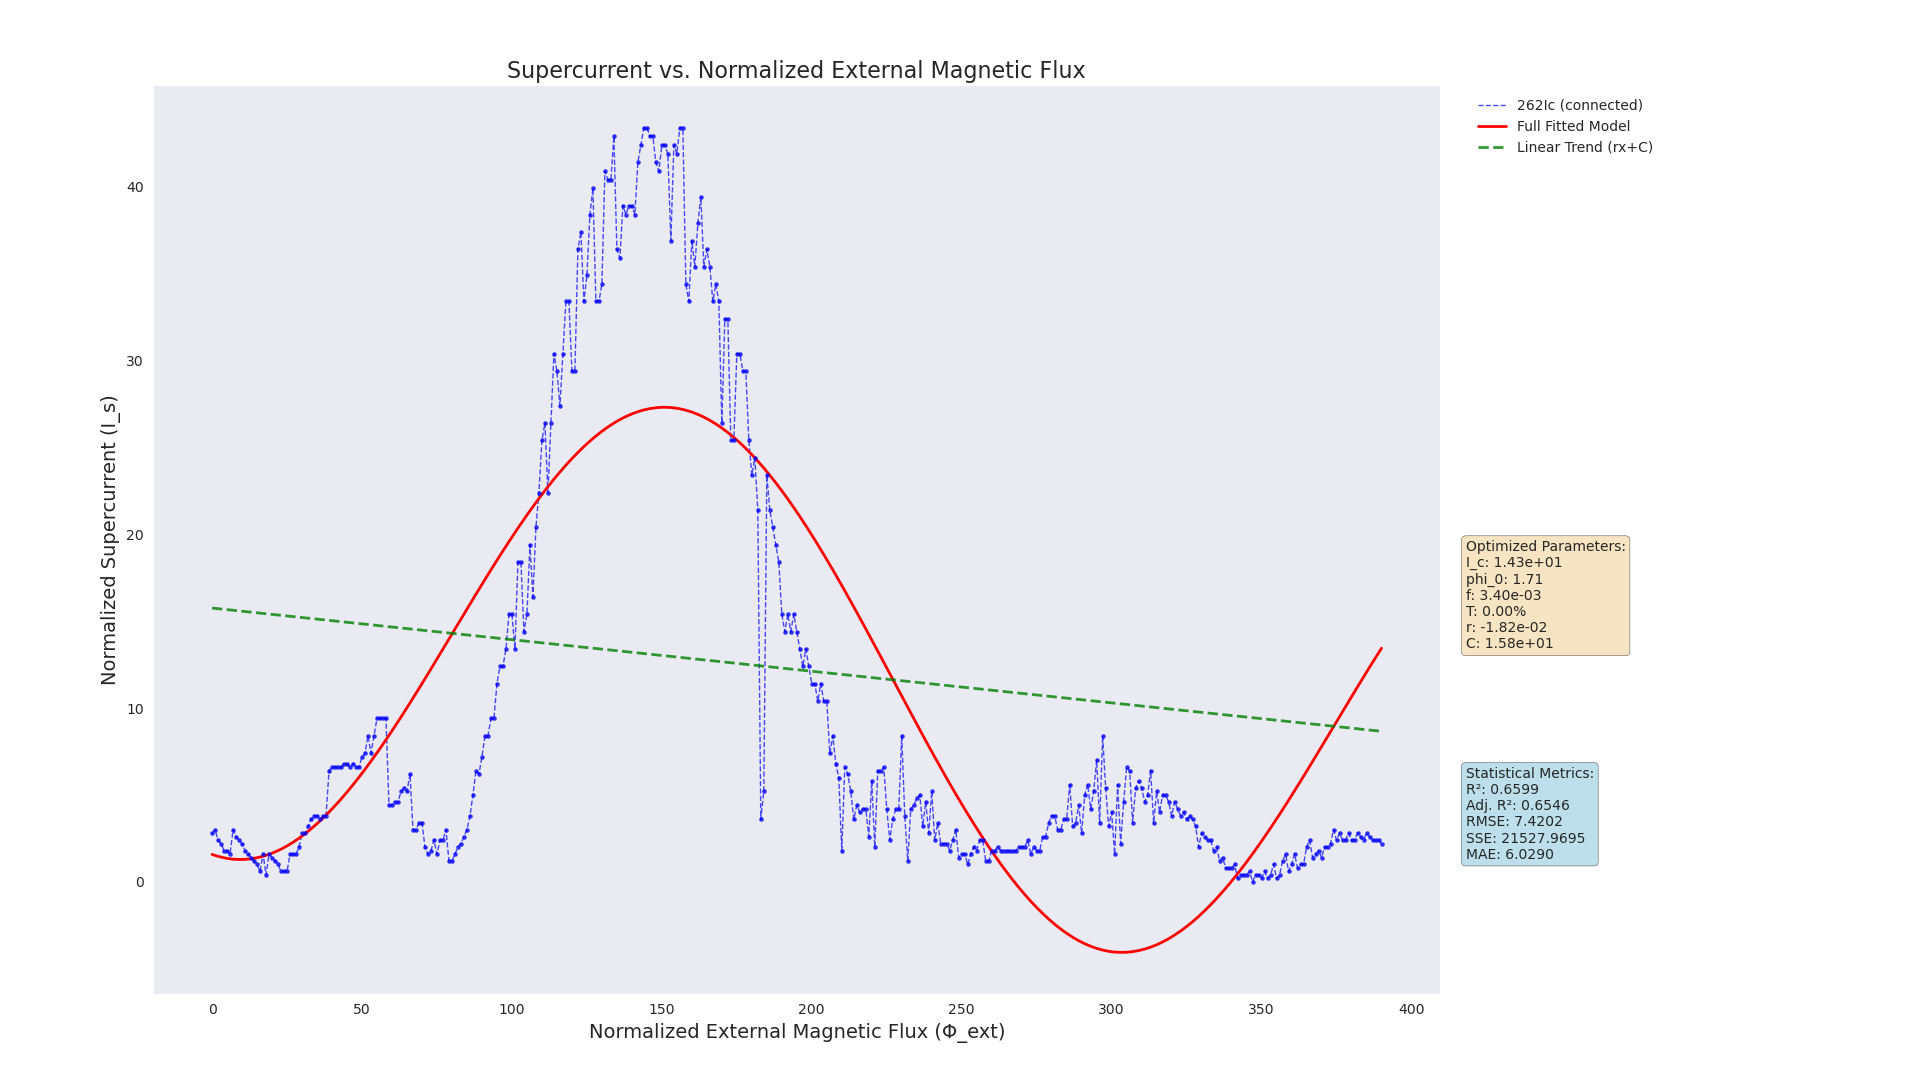 Supercurrent vs. Normalized External Magnetic Flux
262Ic (connected)
Full Fitted Model
Linear Trend (rx+C)
Normalized Supercurrent (I_s)
40
30
20
10
0
0 50 100 150 200 250 300 350 400
Normalized External Magnetic Flux (Φ_ext)
Optimized Parameters:
I_c: 1.43e+01
phi_0: 1.71
f: 3.40e-03
T: 0.00%
r: -1.82e-02
C: 1.58e+01
Statistical Metrics:
R²: 0.6599
Adj. R²: 0.6546
RMSE: 7.4202
SSE: 21527.9695
MAE: 6.0290